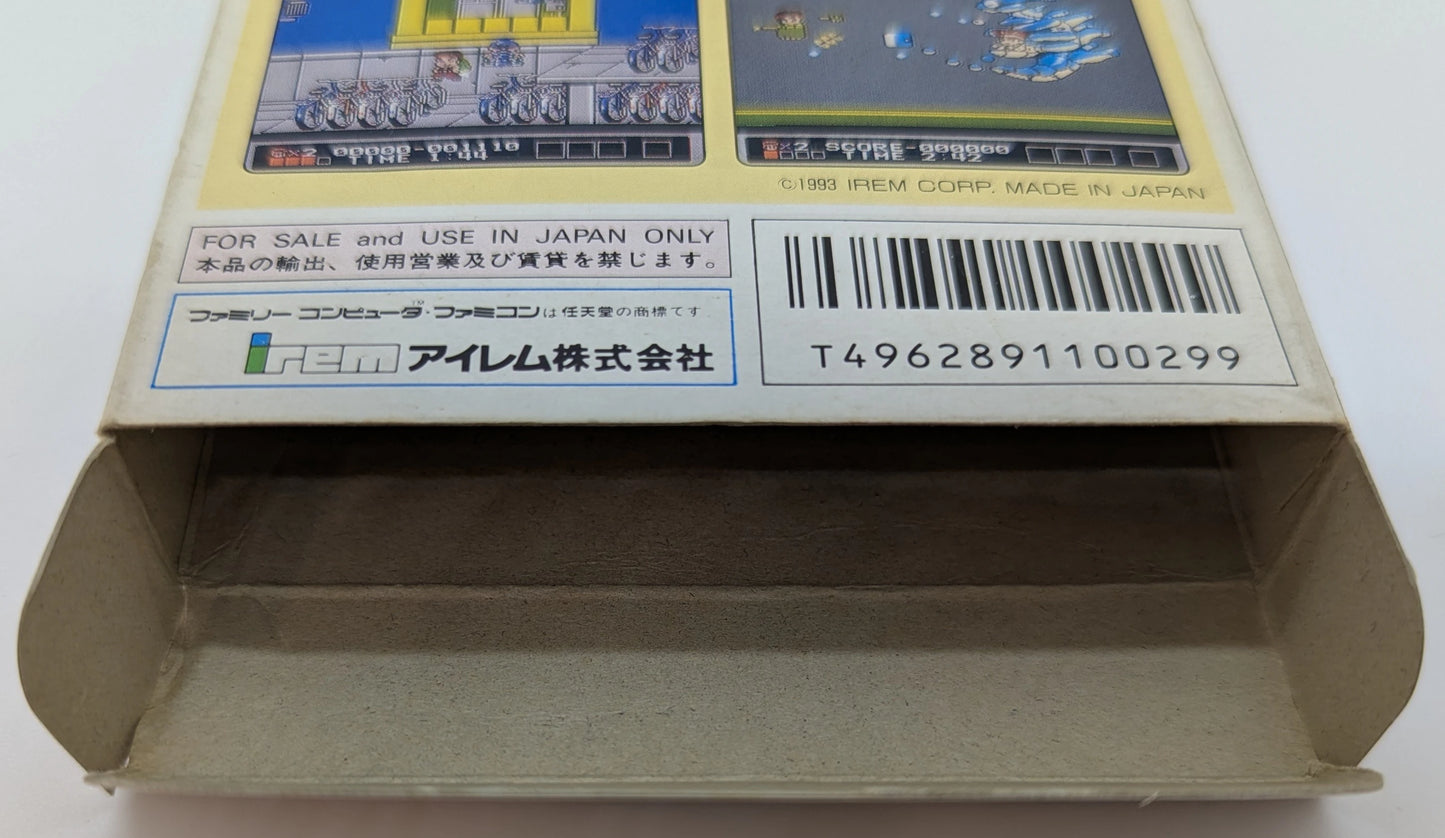 ×2 00000-001110
TIME 1:44
×2 SCORE-000000
TIME 2:42
©1993 IREM CORP. MADE IN JAPAN
FOR SALE and USE IN JAPAN ONLY
本品の輸出、使用営業及び賃貸を禁じます。
ファミリー コンピュータ™・ファミコンは任天堂の商標です
irem アイレム株式会社
T4962891100299